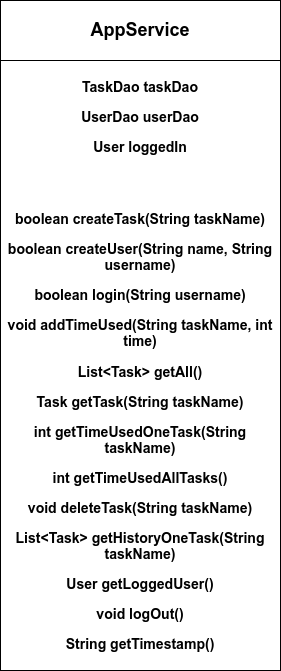 AppService
TaskDao taskDao
UserDao userDao
User loggedIn
boolean createTask(String taskName)
boolean createUser(String name, String
username)
boolean login(String username)
void addTimeUsed(String taskName, int
time)
List<Task> getAll()
Task getTask(String taskName)
int getTimeUsedOneTask(String
taskName)
int getTimeUsedAllTasks()
void deleteTask(String taskName)
List<Task> getHistoryOneTask(String
taskName)
User getLoggedUser()
void logOut()
String getTimestamp()